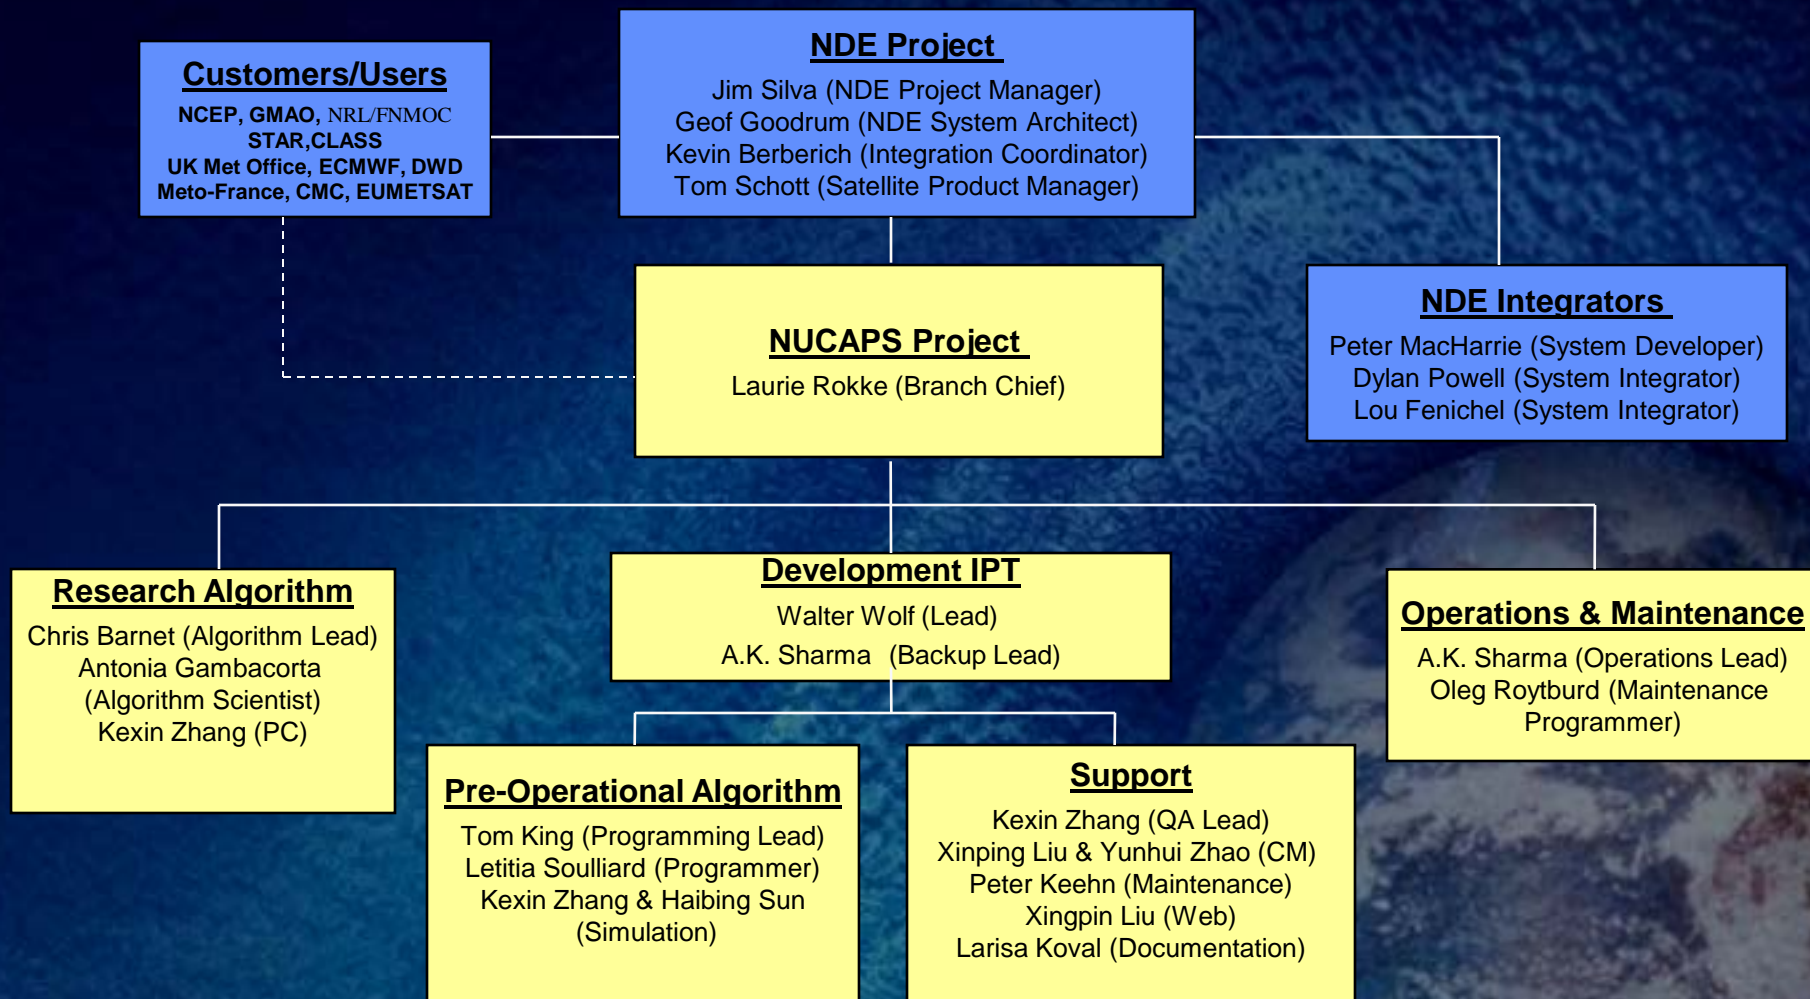 Customers/Users
NCEP, GMAO, NRL/FNMOC
STAR,CLASS
UK Met Office, ECMWF, DWD
Meto-France, CMC, EUMETSAT
NDE Project
Jim Silva (NDE Project Manager)
Geof Goodrum (NDE System Architect)
Kevin Berberich (Integration Coordinator)
Tom Schott (Satellite Product Manager)
NUCAPS Project
Laurie Rokke (Branch Chief)
NDE Integrators
Peter MacHarrie (System Developer)
Dylan Powell (System Integrator)
Lou Fenichel (System Integrator)
Research Algorithm
Chris Barnet (Algorithm Lead)
Antonia Gambacorta
(Algorithm Scientist)
Kexin Zhang (PC)
Development IPT
Walter Wolf (Lead)
A.K. Sharma (Backup Lead)
Operations & Maintenance
A.K. Sharma (Operations Lead)
Oleg Roytburd (Maintenance
Programmer)
Pre-Operational Algorithm
Tom King (Programming Lead)
Letitia Soulliard (Programmer)
Kexin Zhang & Haibing Sun
(Simulation)
Support
Kexin Zhang (QA Lead)
Xinping Liu & Yunhui Zhao (CM)
Peter Keehn (Maintenance)
Xingpin Liu (Web)
Larisa Koval (Documentation)